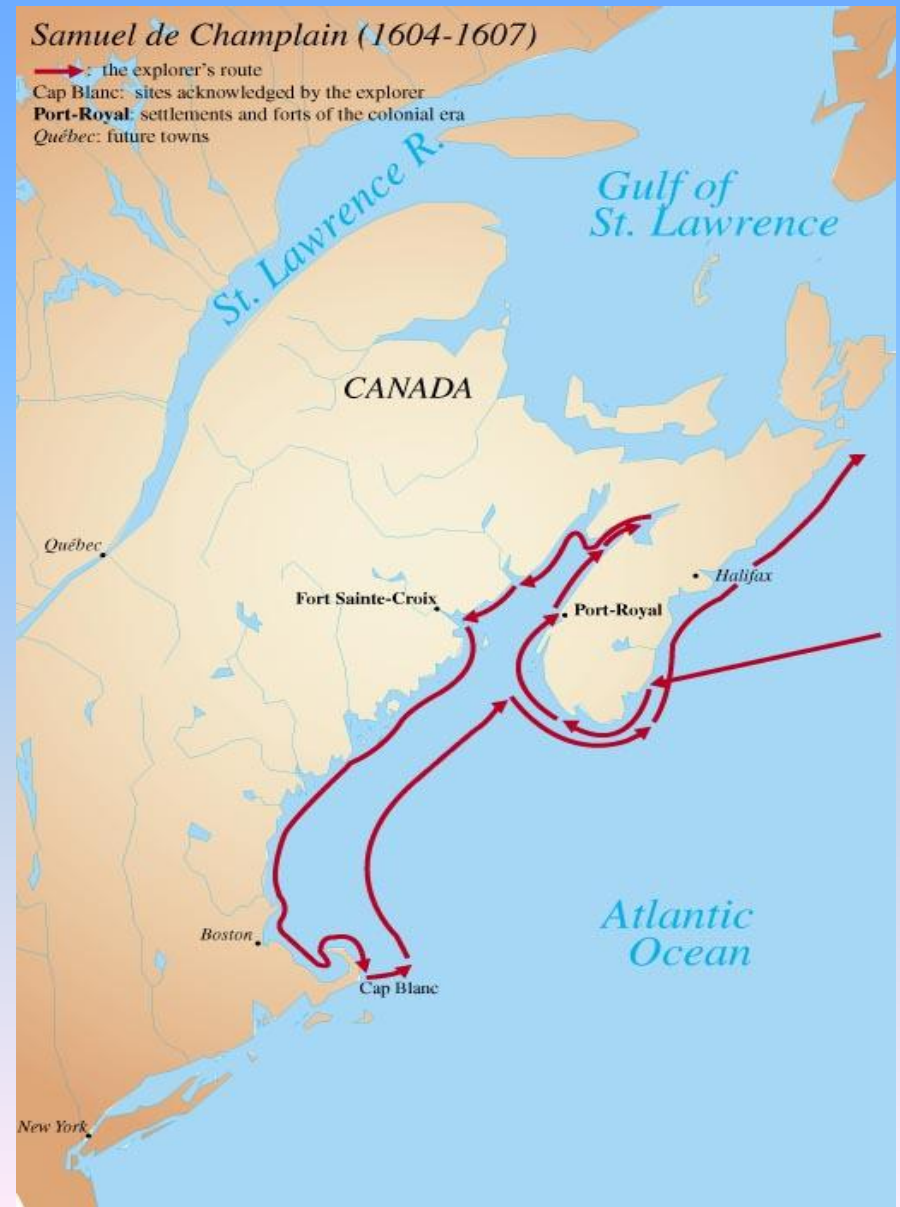 Samuel de Champlain (1604-1607)
: the explorer's route
Cap Blanc: sites acknowledged by the explorer
Port-Royal: settlements and forts of the colonial era
Québec: future towns
St. Lawrence R.
Gulf of
St. Lawrence
CANADA
Québec
Halifax
Fort Sainte-Croix
Port-Royal
Atlantic
Ocean
Boston
Cap Blanc
New York